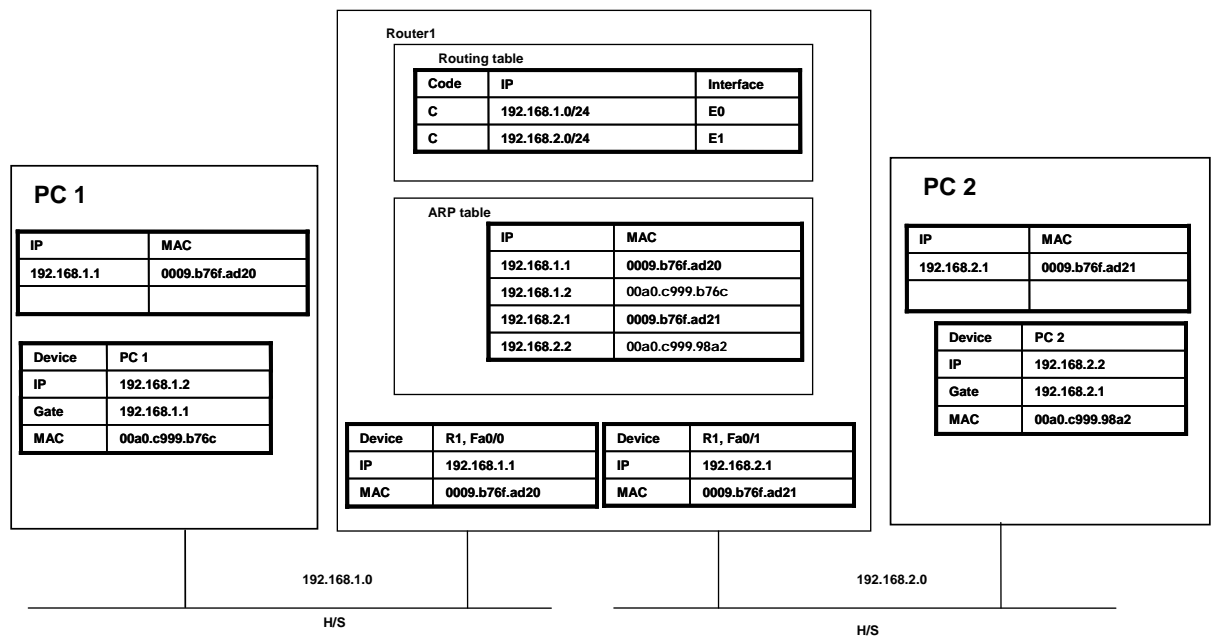 Router1
Routing table
Code IP Interface
C 192.168.1.0/24 E0
C 192.168.2.0/24 E1
ARP table
IP MAC
192.168.1.1 0009.b76f.ad20
192.168.1.2 00a0.c999.b76c
192.168.2.1 0009.b76f.ad21
192.168.2.2 00a0.c999.98a2
Device R1, Fa0/0
IP 192.168.1.1
MAC 0009.b76f.ad20
Device R1, Fa0/1
IP 192.168.2.1
MAC 0009.b76f.ad21
PC 1
IP MAC
192.168.1.1 0009.b76f.ad20
Device PC 1
IP 192.168.1.2
Gate 192.168.1.1
MAC 00a0.c999.b76c
PC 2
IP MAC
192.168.2.1 0009.b76f.ad21
Device PC 2
IP 192.168.2.2
Gate 192.168.2.1
MAC 00a0.c999.98a2
192.168.1.0
H/S
192.168.2.0
H/S